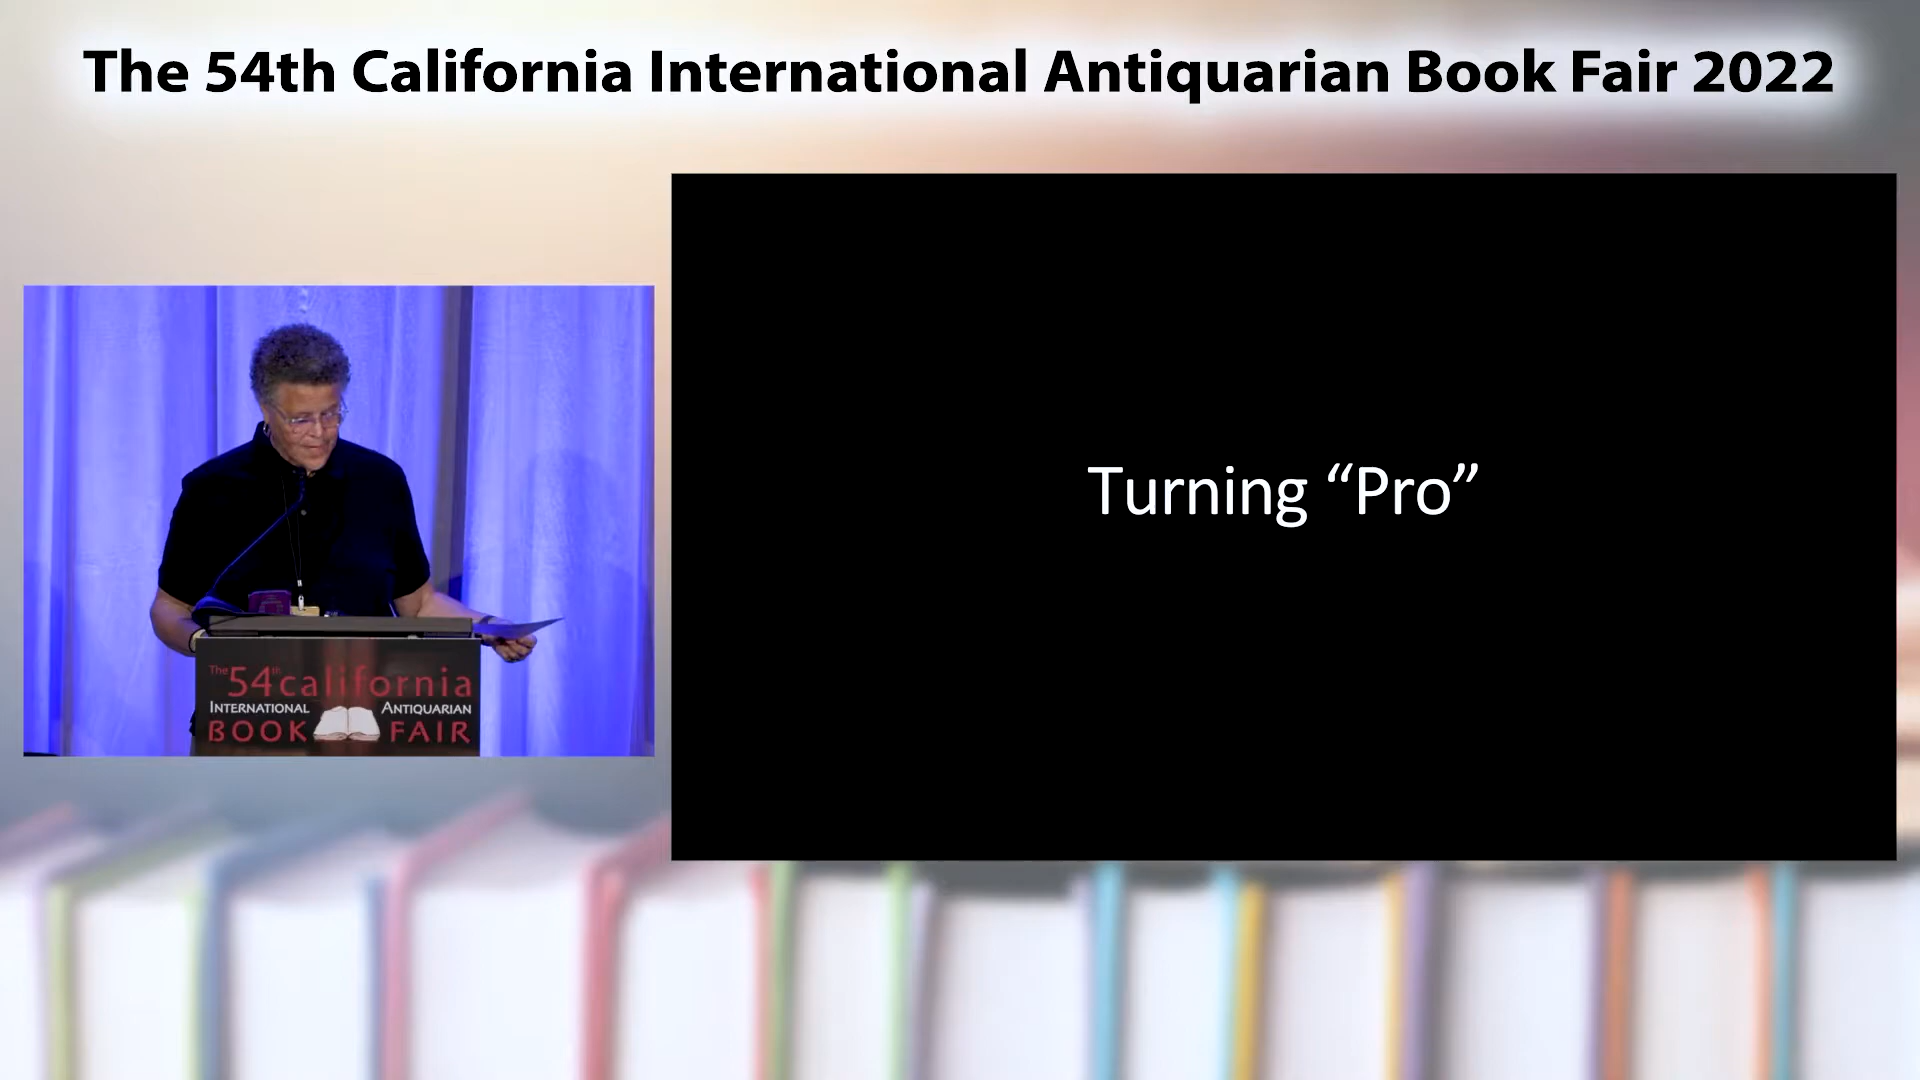 The 54th California International Antiquarian Book Fair 2022
Turning “Pro”
The 54th california
INTERNATIONAL ANTIQUARIAN
BOOK FAIR